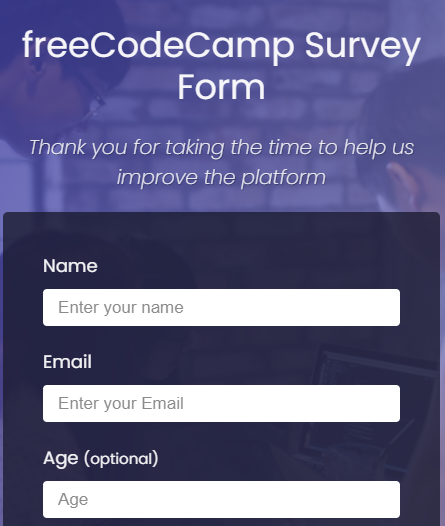 freeCodeCamp Survey
Form
Thank you for taking the time to help us
improve the platform
Name
Enter your name
Email
Enter your Email
Age (optional)
Age